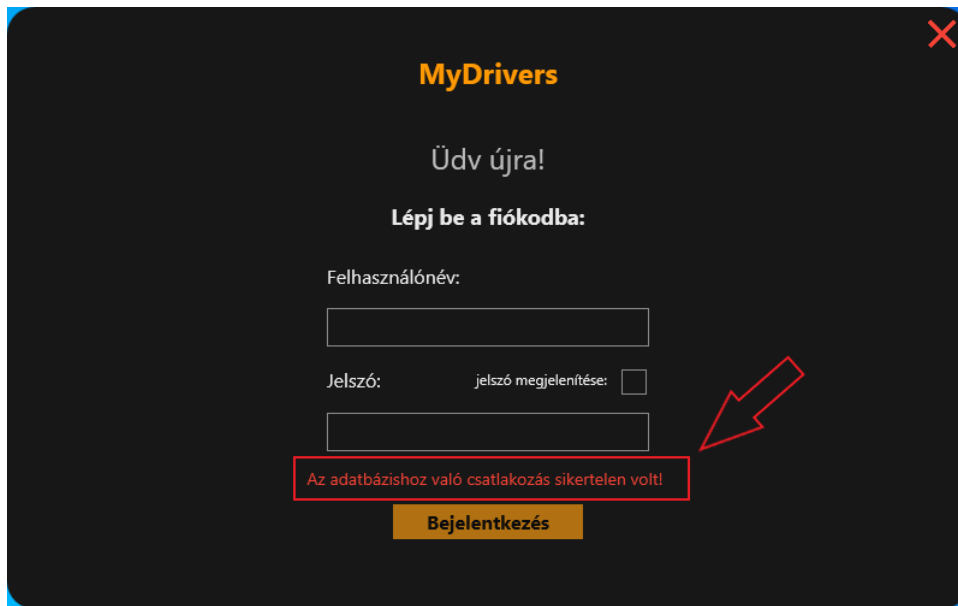 MyDrivers
Üdv újra!
Lépj be a fiókodba:
Felhasználónév:
Jelszó: jelszó megjelenítése:
Az adatbázishoz való csatlakozás sikertelen volt!
Bejelentkezés